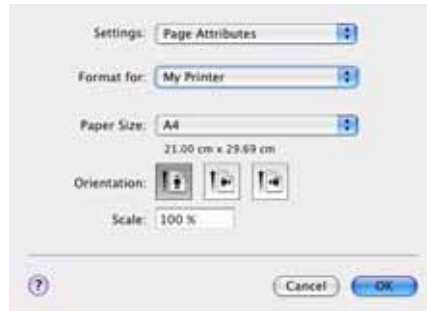 Settings: Page Attributes
Format for: My Printer
Paper Size: A4
21.00 cm x 29.69 cm
Orientation:
Scale: 100 %
? Cancel OK